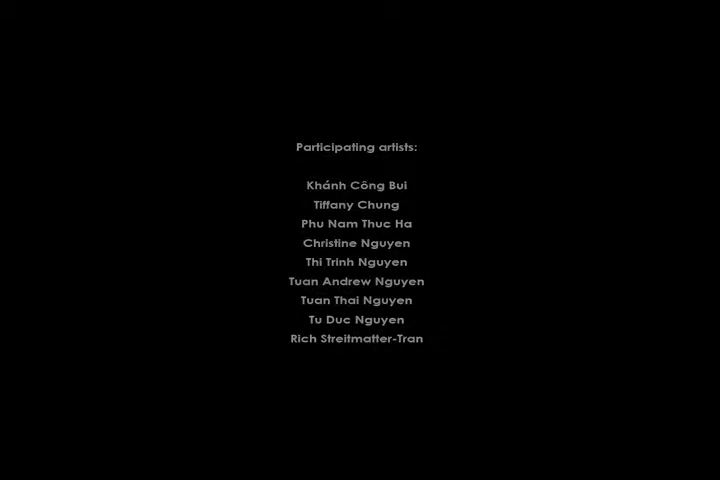 Participating artists:
Khánh Công Bui
Tiffany Chung
Phu Nam Thuc Ha
Christine Nguyen
Thi Trinh Nguyen
Tuan Andrew Nguyen
Tuan Thai Nguyen
Tu Duc Nguyen
Rich Streitmatter-Tran